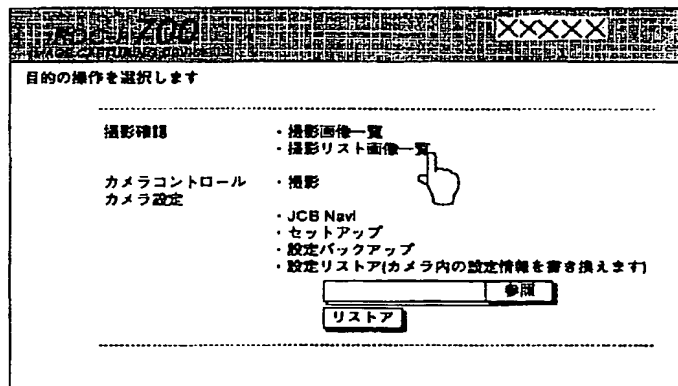 XXXXX
目的の操作を選択します
撮影確認
・撮影画像一覧
・撮影リスト画像一覧
カメラコントロール
・撮影
カメラ設定
・JCB Navi
・セットアップ
・設定バックアップ
・設定リストア(カメラ内の設定情報を書き換えます)
参照
リストア